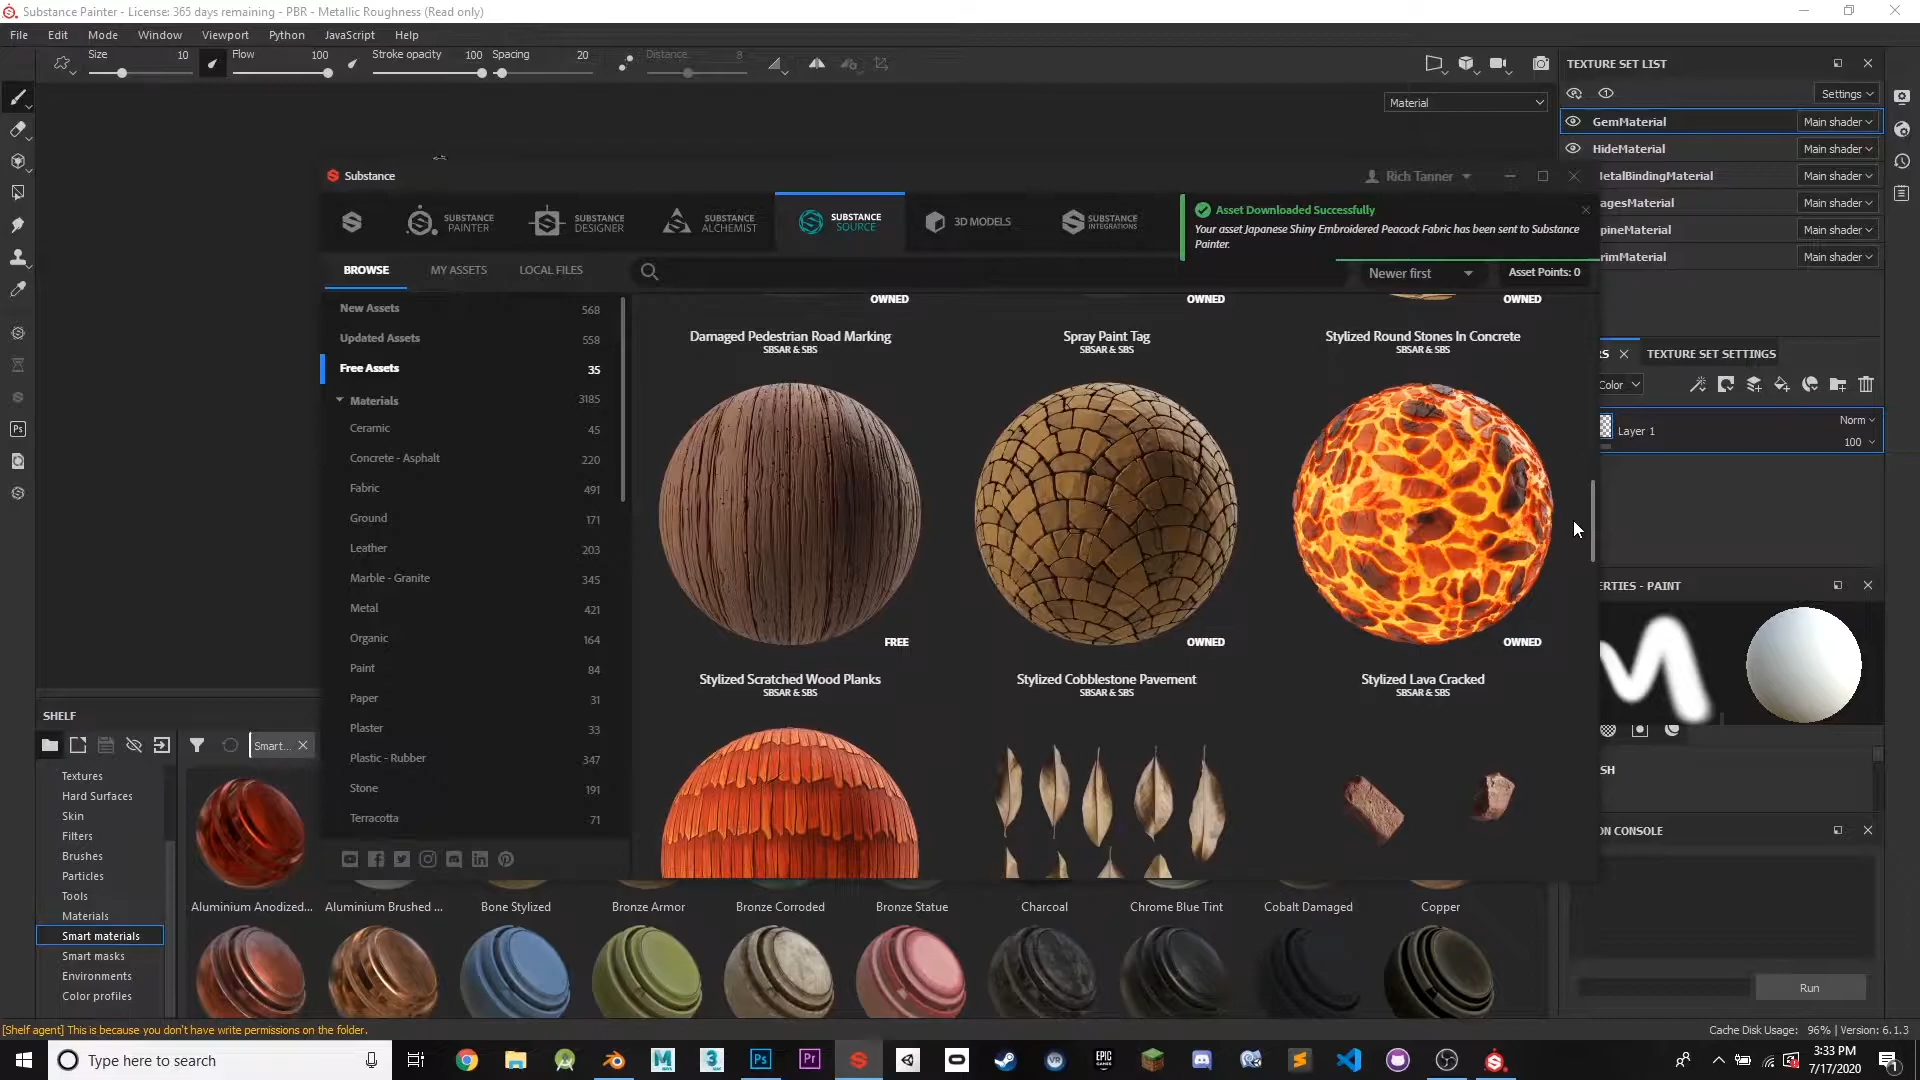 Substance Painter - License: 365 days remaining - PBR - Metallic Roughness (Read only)
File Edit Mode Window Viewport Python JavaScript Help
Size 10 Flow 100 Stroke opacity 100 Spacing 20 Distance 8
Material
TEXTURE SET LIST
Settings
GemMaterial Main shader
HideMaterial Main shader
MetalBindingMaterial Main shader
agesMaterial Main shader
pineMaterial Main shader
rimMaterial Main shader
Substance
Rich Tanner
SUBSTANCE PAINTER
SUBSTANCE DESIGNER
SUBSTANCE ALCHEMIST
SUBSTANCE SOURCE
3D MODELS
SUBSTANCE INTEGRATIONS
Asset Downloaded Successfully
Your asset Japanese Shiny Embroidered Peacock Fabric has been sent to Substance
Painter.
BROWSE MY ASSETS LOCAL FILES
Newer first
Asset Points: 0
New Assets 568
Updated Assets 558
Free Assets 35
Materials 3185
Ceramic 45
Concrete - Asphalt 220
Fabric 491
Ground 171
Leather 203
Marble - Granite 345
Metal 421
Organic 164
Paint 84
Paper 31
Plaster 33
Plastic - Rubber 347
Stone 191
Terracotta 71
OWNED OWNED OWNED
Damaged Pedestrian Road Marking
SBSAR & SBS
Spray Paint Tag
SBSAR & SBS
Stylized Round Stones In Concrete
SBSAR & SBS
FREE OWNED OWNED
Stylized Scratched Wood Planks
SBSAR & SBS
Stylized Cobblestone Pavement
SBSAR & SBS
Stylized Lava Cracked
SBSAR & SBS
RS TEXTURE SET SETTINGS
Color
Layer 1
Norm
100
ERTIES - PAINT
SH
ON CONSOLE
Run
SHELF
Smart...
Textures
Hard Surfaces
Skin
Filters
Brushes
Particles
Tools
Materials
Smart materials
Smart masks
Environments
Color profiles
Aluminium Anodized... Aluminium Brushed ... Bone Stylized Bronze Armor Bronze Corroded Bronze Statue Charcoal Chrome Blue Tint Cobalt Damaged Copper
[Shelf agent] This is because you don't have write permissions on the folder.
Cache Disk Usage: 96% | Version: 6.1.3
Type here to search
Ps
Pr
EPIC GAMES
3:33 PM
7/17/2020
1